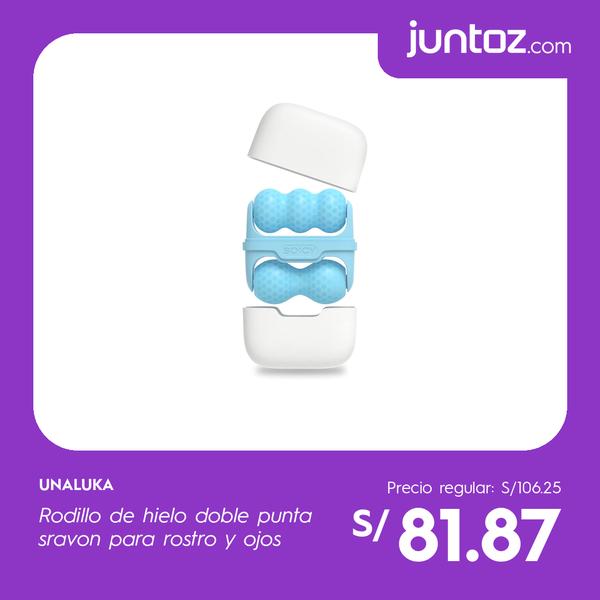 juntoz.com
UNALUKA
Rodillo de hielo doble punta
sravon para rostro y ojos
Precio regular: S/106.25
S/81.87